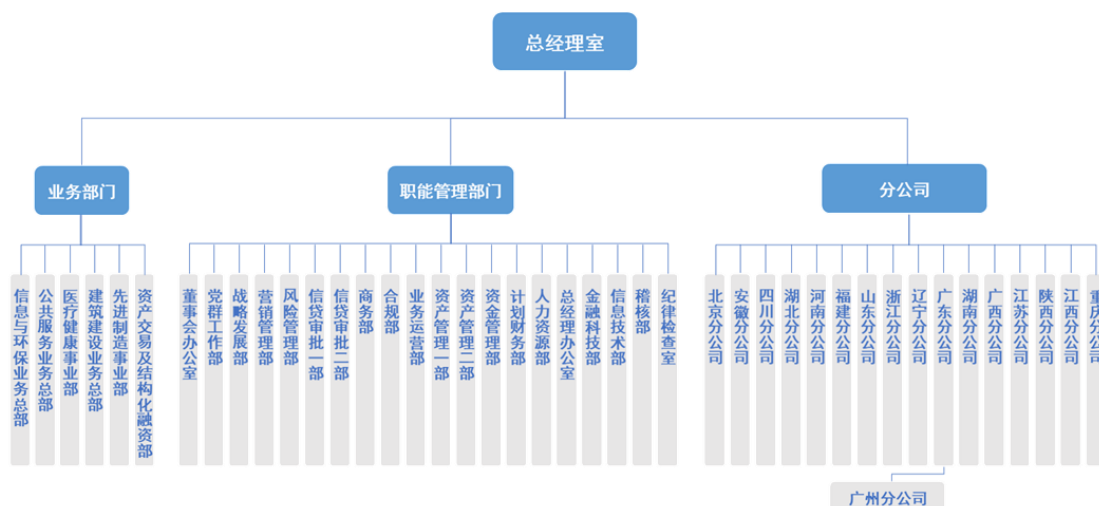 总经理室
业务部门
职能管理部门
分公司
信息与环保业务总部
公共服务业务总部
医疗健康事业部
建筑建设业务总部
先进制造事业部
资产交易及结构化融资部
董事会办公室
党群工作部
战略发展部
营销管理部
风险管理部
信贷审批一部
信贷审批二部
商务部
合规部
业务运营部
资产管理一部
资产管理二部
资金管理部
计划财务部
人力资源部
总经理办公室
金融科技部
信息技术部
稽核部
纪律检查室
北京分公司
安徽分公司
四川分公司
湖北分公司
河南分公司
福建分公司
山东分公司
浙江分公司
辽宁分公司
广东分公司
湖南分公司
广西分公司
江苏分公司
陕西分公司
江西分公司
重庆分公司
广州分公司